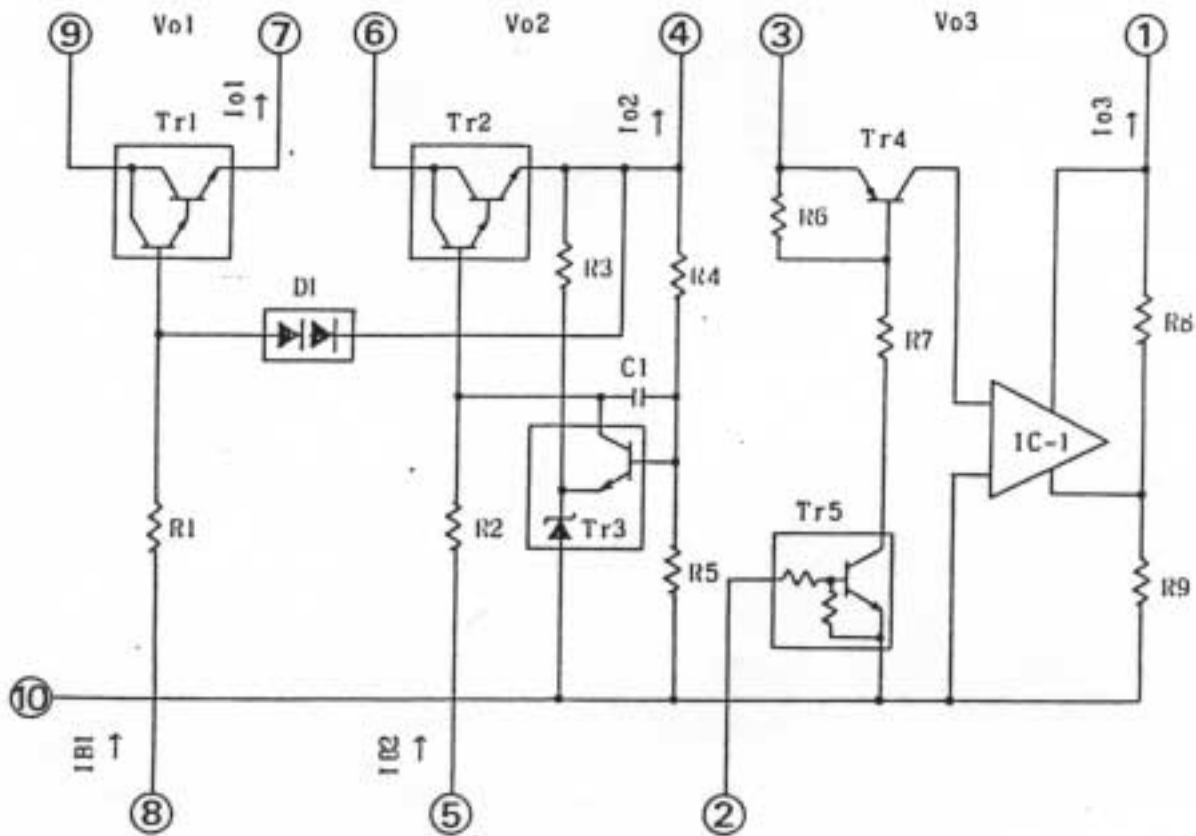 ⑨ Vo1 ⑦ ⑥ Vo2 ④ ③ Vo3 ①
Io1 → Io2 → Io3 →
Tr1 Tr2 Tr4
R6
R3 R4
D1
R7 R8
C1
IC-1
R1 R2 Tr3 Tr5
R5 R9
⑩
IB1 → IB2 →
⑧ ⑤ ②